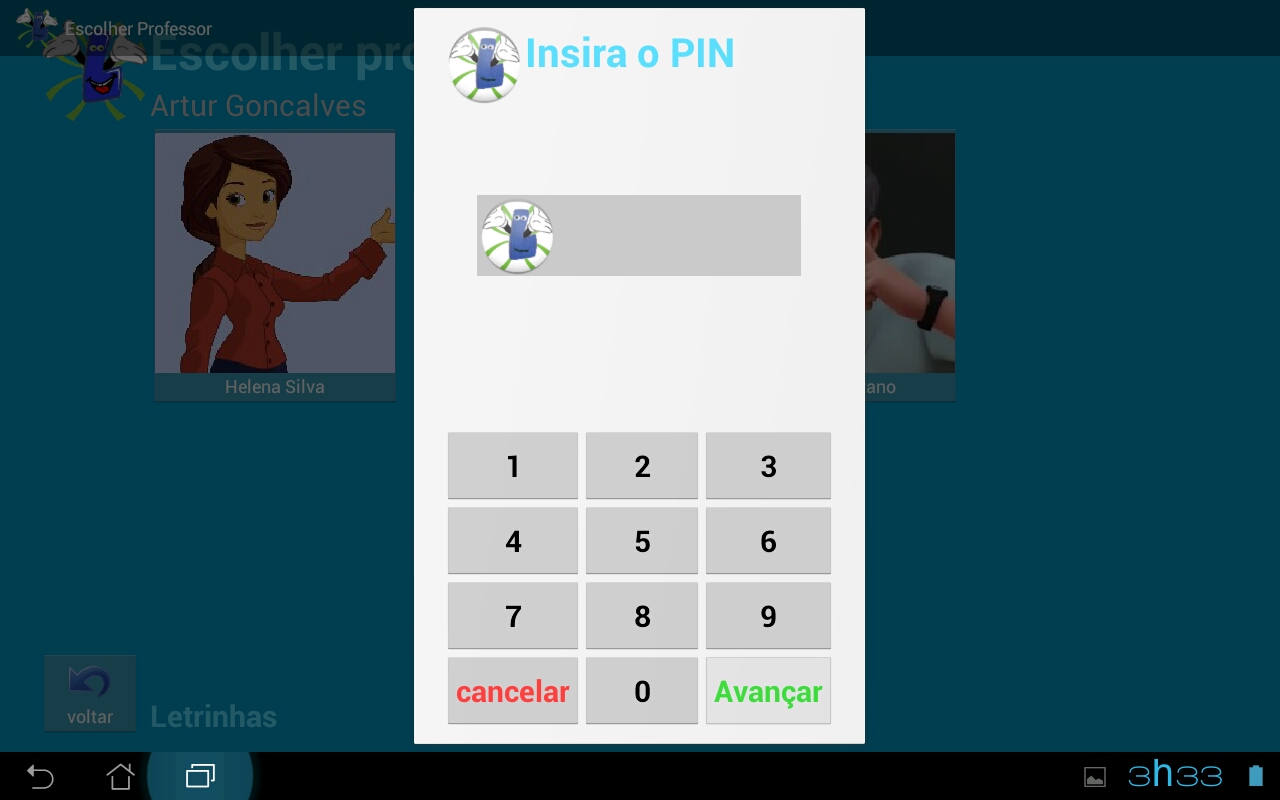 Escolher Professor
Escolher pro
Artur Goncalves
Helena Silva
ano
Insira o PIN
1 2 3
4 5 6
7 8 9
cancelar 0 Avançar
voltar
Letrinhas
3h33